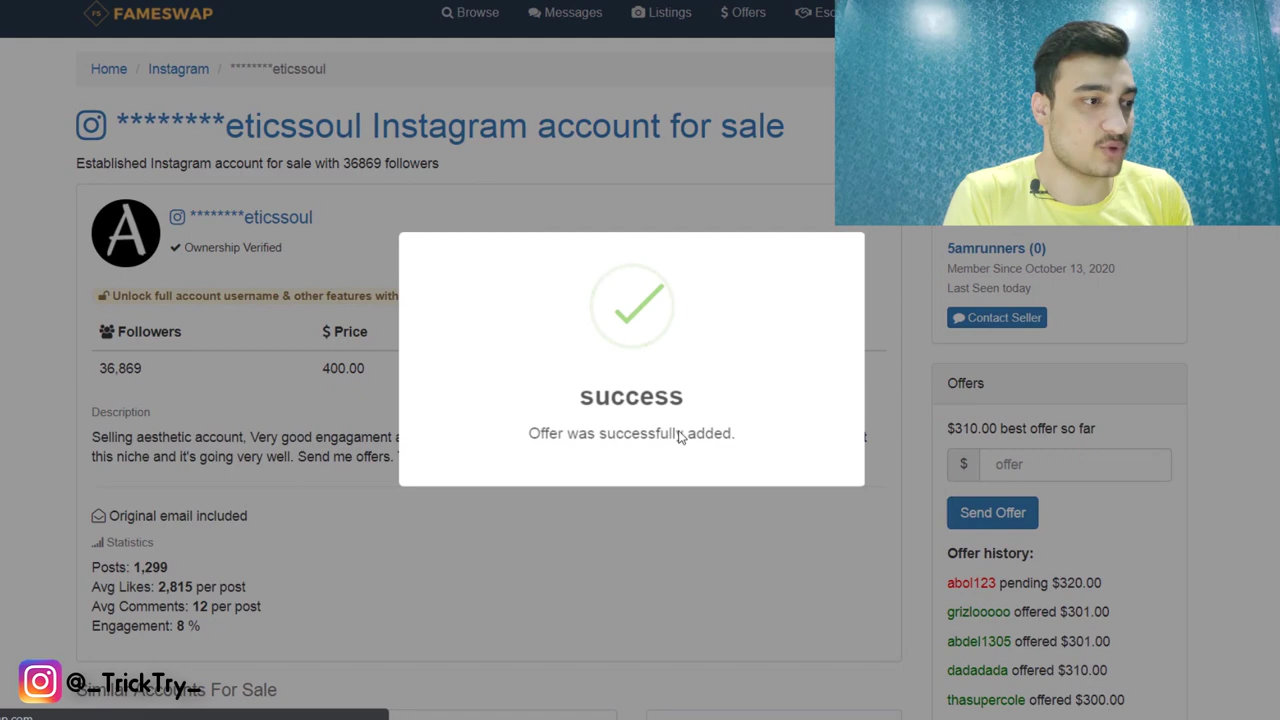 FS FAMESWAP
Browse
Messages
Listings
$ Offers
Home / Instagram / ********eticssoul
********eticssoul Instagram account for sale
Established Instagram account for sale with 36869 followers
A
********eticssoul
Ownership Verified
Unlock full account username & other features with
Followers
$ Price
36,869
400.00
Description
Selling aesthetic account, Very good engagament
this niche and it's going very well. Send me offers.
Original email included
Statistics
Posts: 1,299
Avg Likes: 2,815 per post
Avg Comments: 12 per post
Engagement: 8 %
Similar Accounts For Sale
@_TrickTry_
success
Offer was successfully added.
5amrunners (0)
Member Since October 13, 2020
Last Seen today
Contact Seller
Offers
$310.00 best offer so far
$ offer
Send Offer
Offer history:
abol123 pending $320.00
grizlooooo offered $301.00
abdel1305 offered $301.00
dadadada offered $310.00
thasupercole offered $300.00